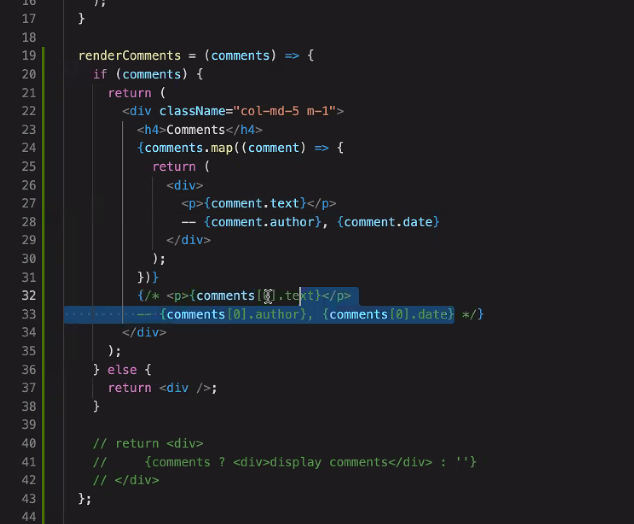 16 );
17 }
18
19 renderComments = (comments) => {
20 if (comments) {
21 return (
22 <div className="col-md-5 m-1">
23 <h4>Comments</h4>
24 {comments.map((comment) => {
25 return (
26 <div>
27 <p>{comment.text}</p>
28 -- {comment.author}, {comment.date}
29 </div>
30 );
31 })}
32 {/* <p>{comments[0].text}</p>
33 -- {comments[0].author}, {comments[0].date} */}
34 </div>
35 );
36 } else {
37 return <div />;
38 }
39
40 // return <div>
41 // {comments ? <div>display comments</div> : ''}
42 // </div>
43 };
44